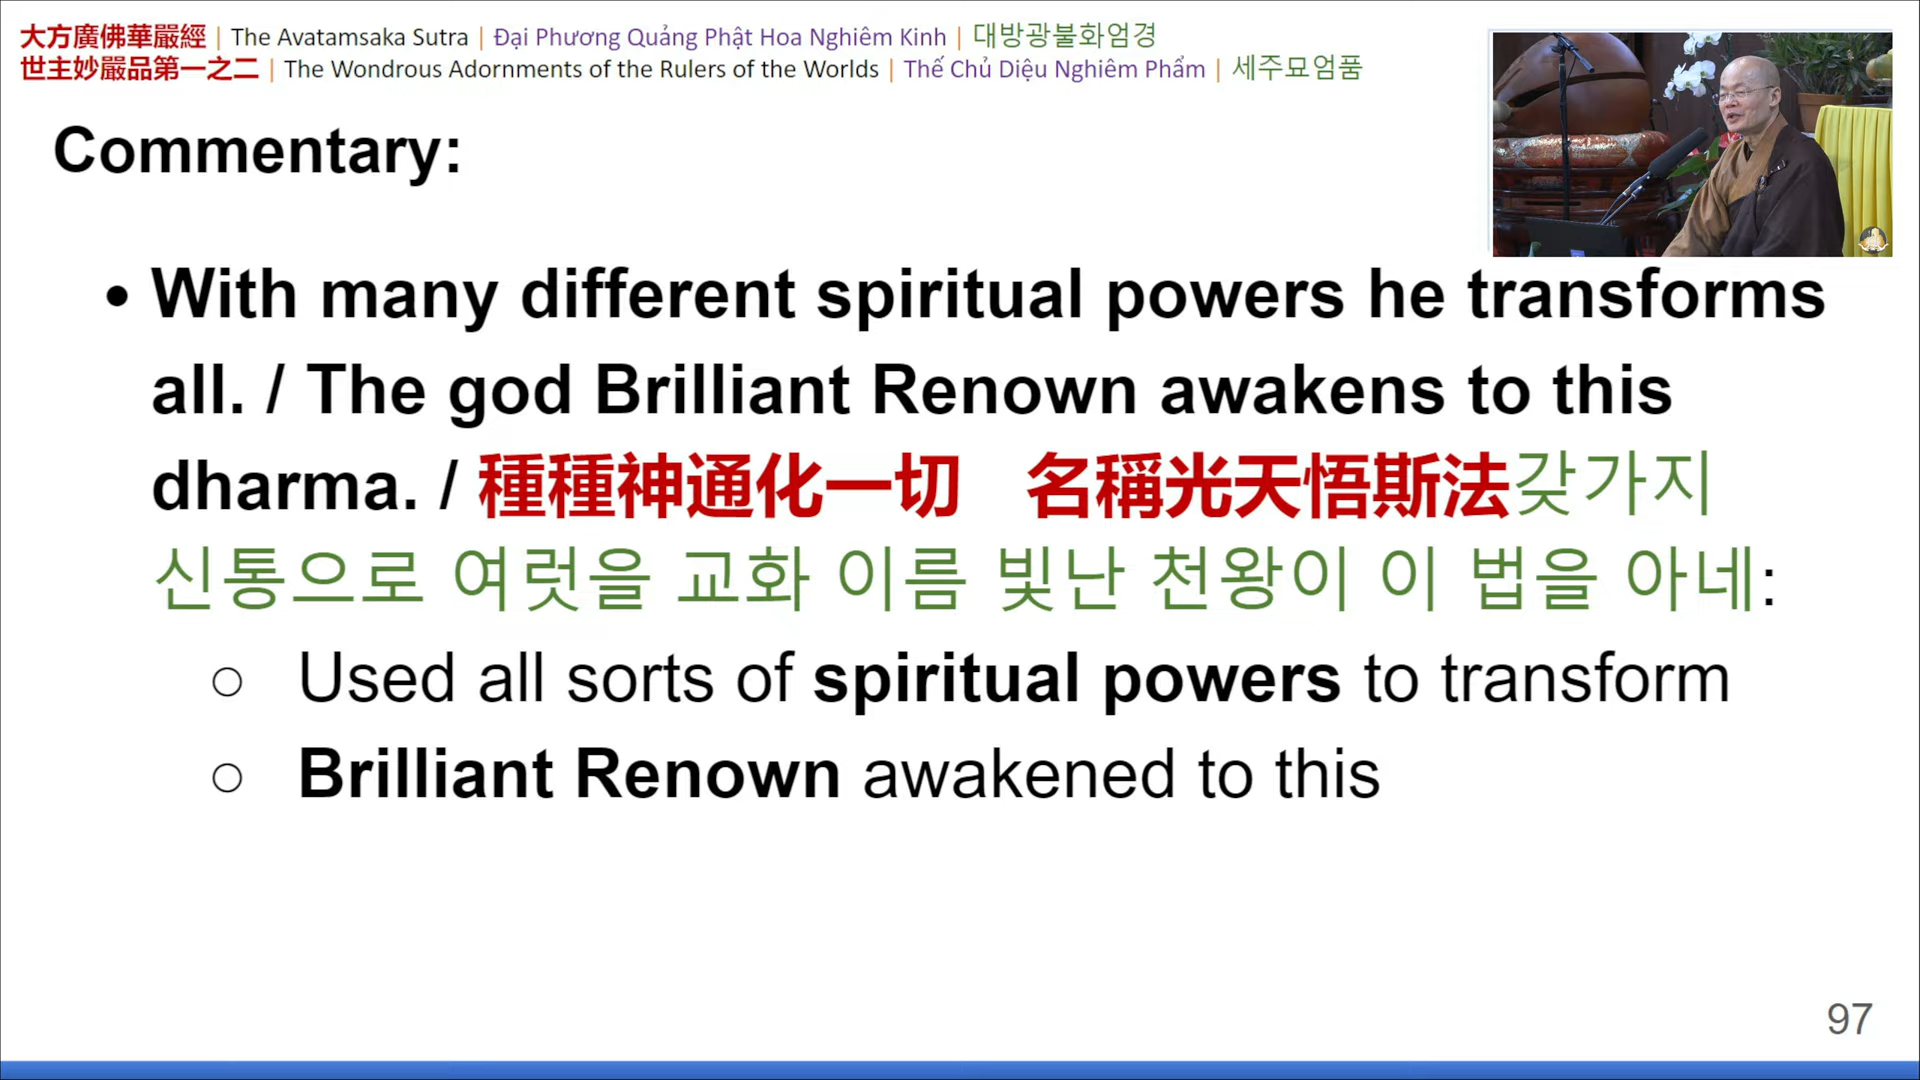 大方廣佛華嚴經 | The Avatamsaka Sutra | Đại Phương Quảng Phật Hoa Nghiêm Kinh | 대방광불화엄경
世主妙嚴品第一之二 | The Wondrous Adornments of the Rulers of the Worlds | Thế Chủ Diệu Nghiêm Phẩm | 세주묘엄품
Commentary:
• With many different spiritual powers he transforms
all. / The god Brilliant Renown awakens to this
dharma. / 種種神通化一切 名稱光天悟斯法갖가지
신통으로 여럿을 교화 이름 빛난 천왕이 이 법을 아네:
○ Used all sorts of spiritual powers to transform
○ Brilliant Renown awakened to this
97